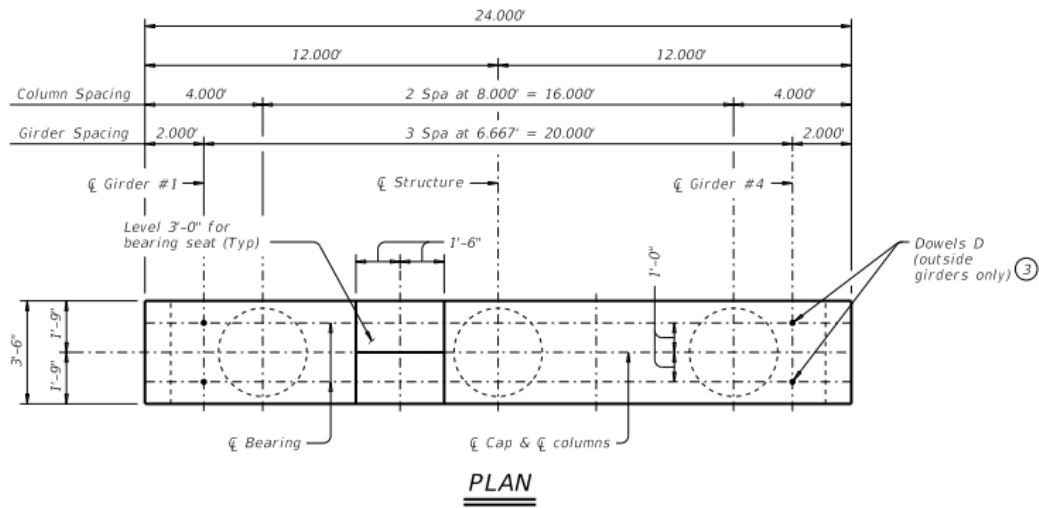 24.000'
12.000' 12.000'
Column Spacing 4.000' 2 Spa at 8.000' = 16.000' 4.000'
Girder Spacing 2.000' 3 Spa at 6.667' = 20.000' 2.000'
℄ Girder #1 ℄ Structure ℄ Girder #4
Level 3'-0" for
bearing seat (Typ)
1'-6"
1'-0"
Dowels D
(outside
girders only) 3
3'-6"
1'-9"
1'-9"
℄ Bearing ℄ Cap & ℄ columns
PLAN